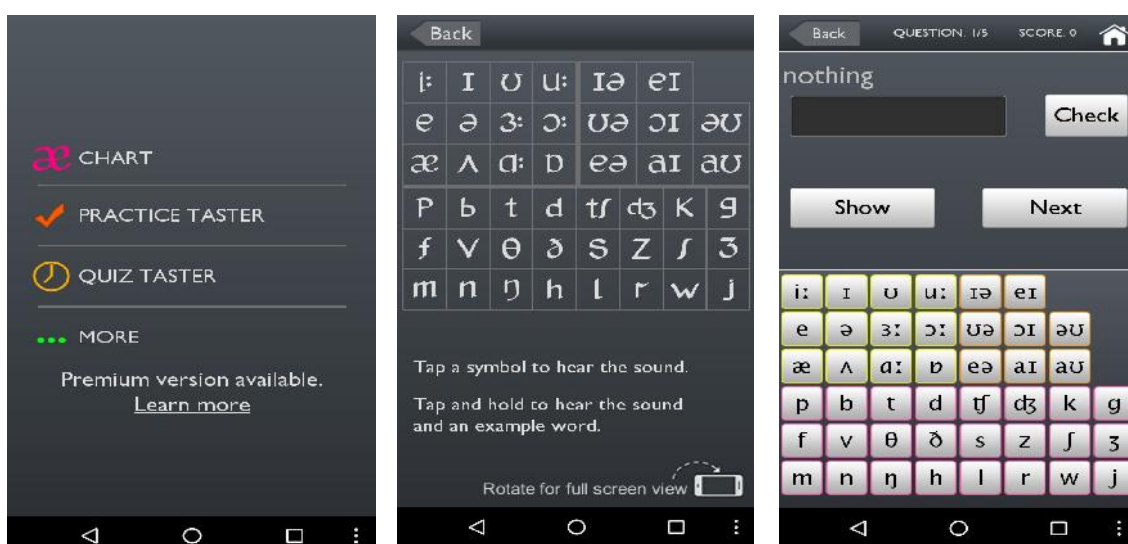 æ CHART
PRACTICE TASTER
QUIZ TASTER
MORE
Premium version available.
Learn more
Back
iː ɪ ʊ uː ɪə eɪ
e ə ɜː ɔː ʊə ɔɪ əʊ
æ ʌ ɑː ɒ eə aɪ aʊ
p b t d tʃ dʒ k g
f v θ ð s z ʃ ʒ
m n ŋ h l r w j
Tap a symbol to hear the sound.
Tap and hold to hear the sound
and an example word.
Rotate for full screen view
Back QUESTION. 1/5 SCORE. 0
nothing
Check
Show Next
iː ɪ ʊ uː ɪə eɪ
e ə ɜː ɔː ʊə ɔɪ əʊ
æ ʌ ɑː ɒ eə aɪ aʊ
p b t d ʧ ʤ k g
f v θ ð s z ʃ ʒ
m n ŋ h l r w j